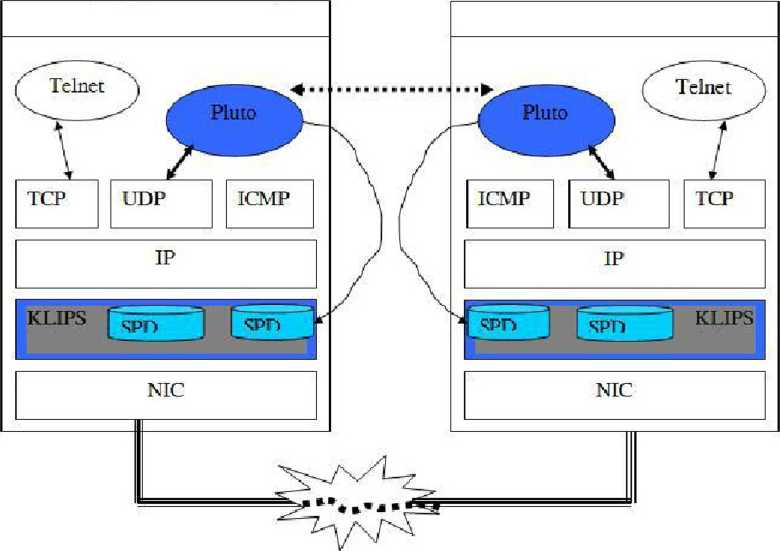 Telnet
Pluto
TCP
UDP
ICMP
IP
KLIPS
SPD
SPD
NIC
Pluto
Telnet
ICMP
UDP
TCP
IP
SPD
SPD
KLIPS
NIC